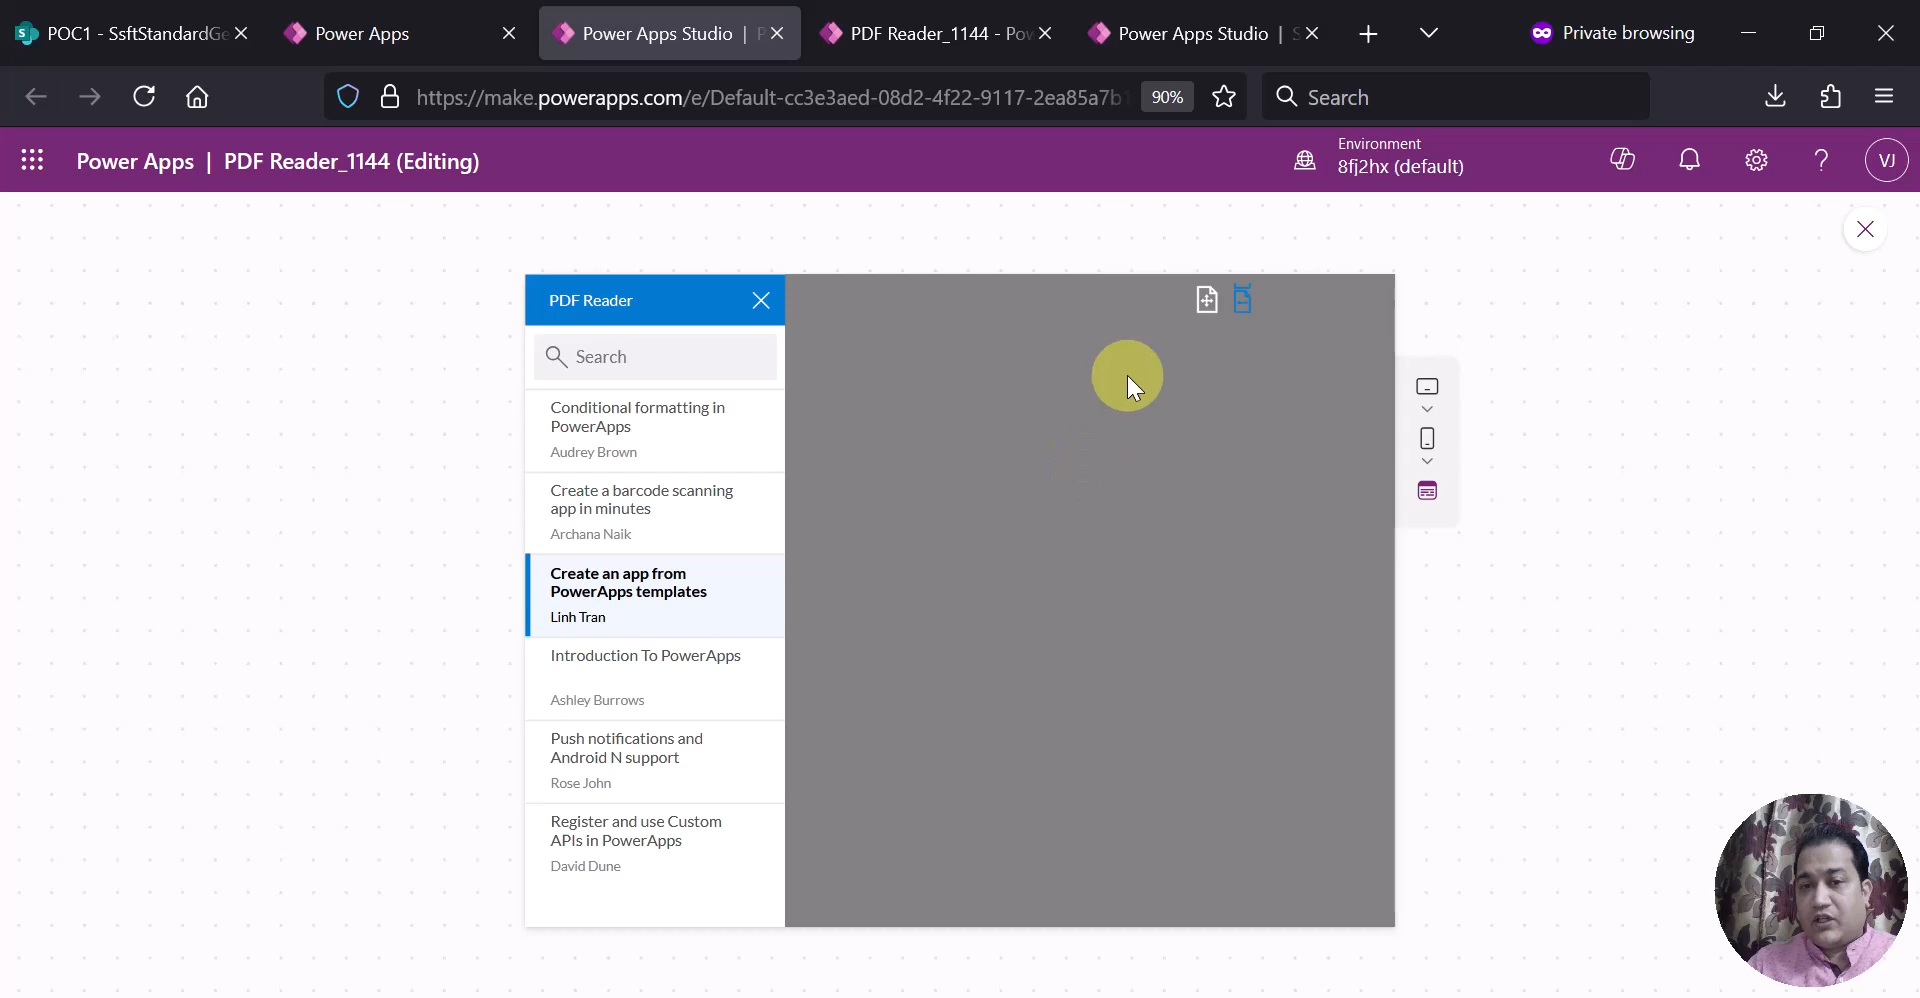 POC1 - SsftStandardGe
Power Apps
Power Apps Studio | P
PDF Reader_1144 - Pow
Power Apps Studio | S
Private browsing
https://make.powerapps.com/e/Default-cc3e3aed-08d2-4f22-9117-2ea85a7b1
90%
Search
Power Apps | PDF Reader_1144 (Editing)
Environment
8fj2hx (default)
VJ
PDF Reader
Search
Conditional formatting in
PowerApps
Audrey Brown
Create a barcode scanning
app in minutes
Archana Naik
Create an app from
PowerApps templates
Linh Tran
Introduction To PowerApps
Ashley Burrows
Push notifications and
Android N support
Rose John
Register and use Custom
APIs in PowerApps
David Dune